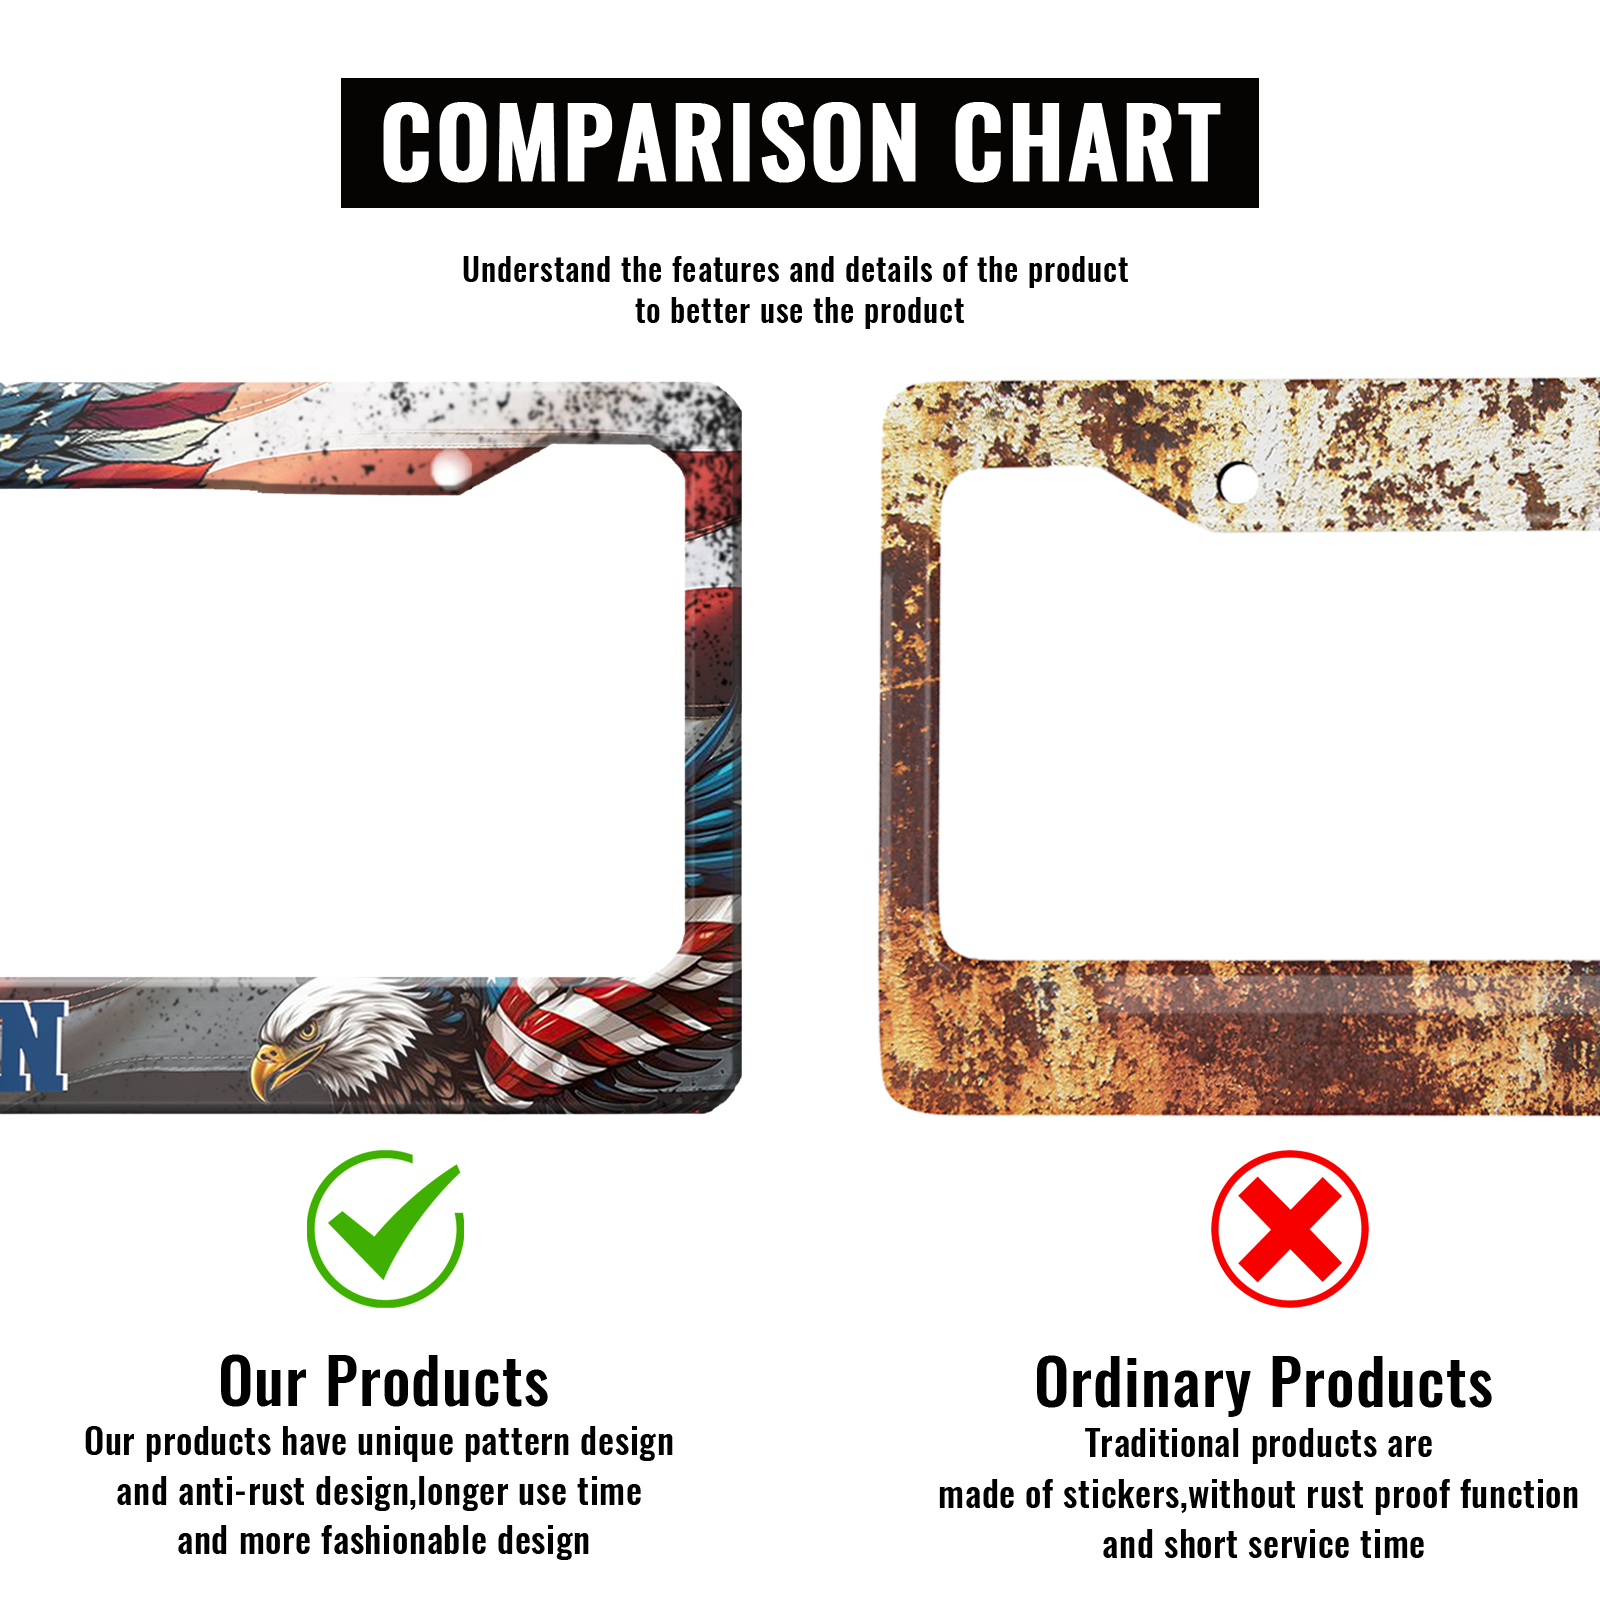 COMPARISON CHART
Understand the features and details of the product
to better use the product
N
Our Products
Our products have unique pattern design
and anti-rust design,longer use time
and more fashionable design
Ordinary Products
Traditional products are
made of stickers,without rust proof function
and short service time